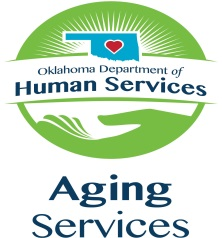 Oklahoma Department of
Human Services
Aging
Services